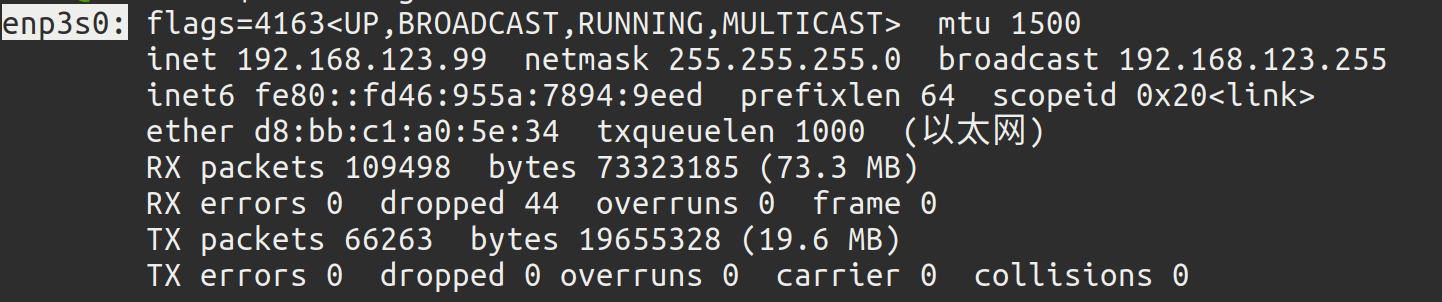 enp3s0: flags=4163<UP,BROADCAST,RUNNING,MULTICAST>  mtu 1500
inet 192.168.123.99  netmask 255.255.255.0  broadcast 192.168.123.255
inet6 fe80::fd46:955a:7894:9eed  prefixlen 64  scopeid 0x20<link>
ether d8:bb:c1:a0:5e:34  txqueuelen 1000  (以太网)
RX packets 109498  bytes 73323185 (73.3 MB)
RX errors 0  dropped 44  overruns 0  frame 0
TX packets 66263  bytes 19655328 (19.6 MB)
TX errors 0  dropped 0 overruns 0  carrier 0  collisions 0